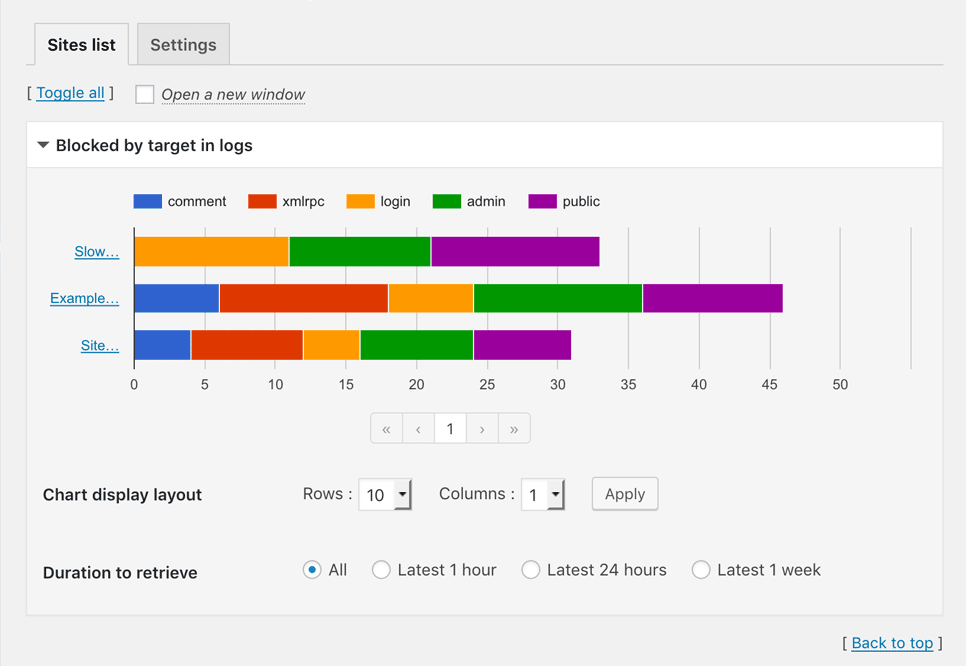 Sites list Settings
[ Toggle all ] Open a new window
Blocked by target in logs
comment xmlrpc login admin public
Slow...
Example...
Site...
0 5 10 15 20 25 30 35 40 45 50
« ‹ 1 › »
Chart display layout Rows : 10 Columns : 1 Apply
Duration to retrieve All Latest 1 hour Latest 24 hours Latest 1 week
[ Back to top ]